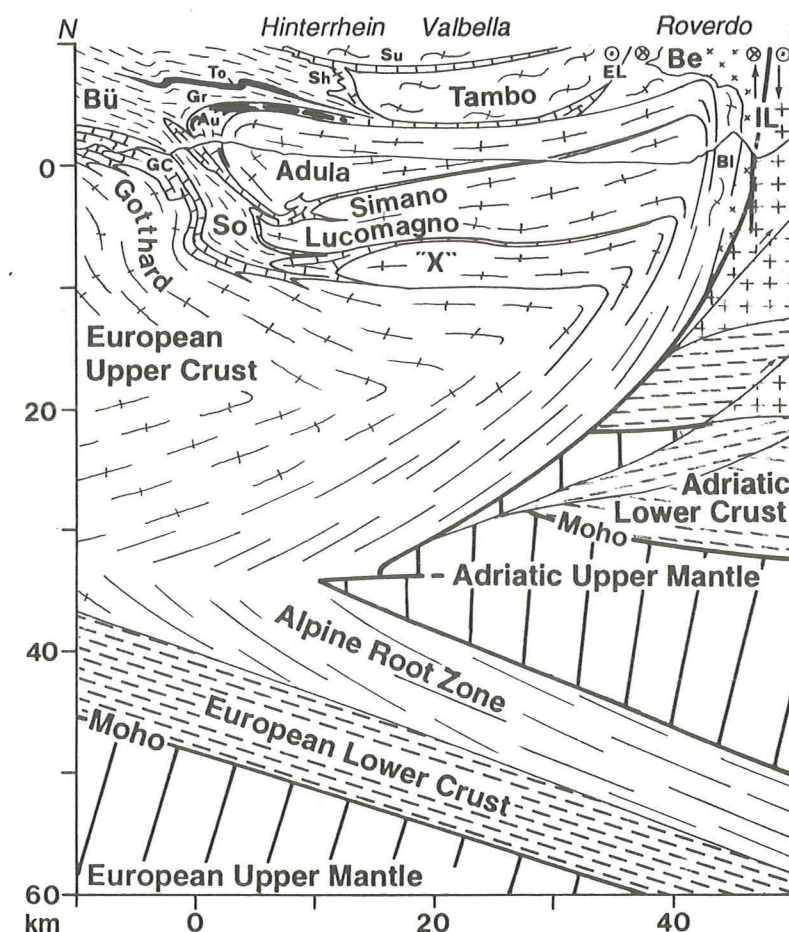 N Hinterrhein Valbella Roverdo
Su
To Sh EL Be
Bü Gr Tambo
Au IL
0
GC Adula Bl
Gotthard So Simano
Lucomagno
"X"
European
Upper Crust
20
Adriatic
Lower Crust
Moho
Adriatic Upper Mantle
Alpine Root Zone
40
European Lower Crust
Moho
European Upper Mantle
60
km 0 20 40